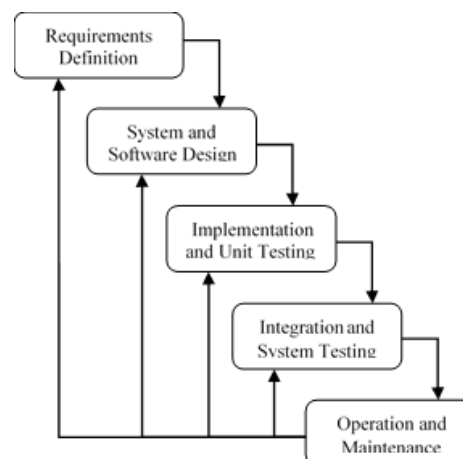 Requirements
Definition
System and
Software Design
Implementation
and Unit Testing
Integration and
System Testing
Operation and
Maintenance